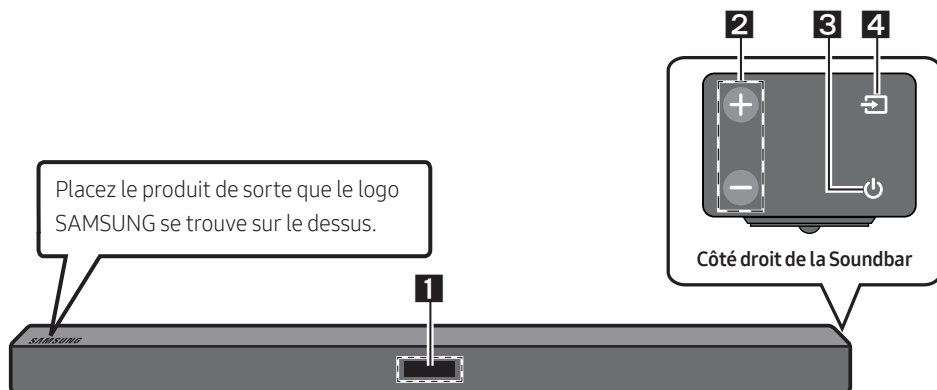 2
3
4
Placez le produit de sorte que le logo
SAMSUNG se trouve sur le dessus.
Côté droit de la Soundbar
1
SAMSUNG